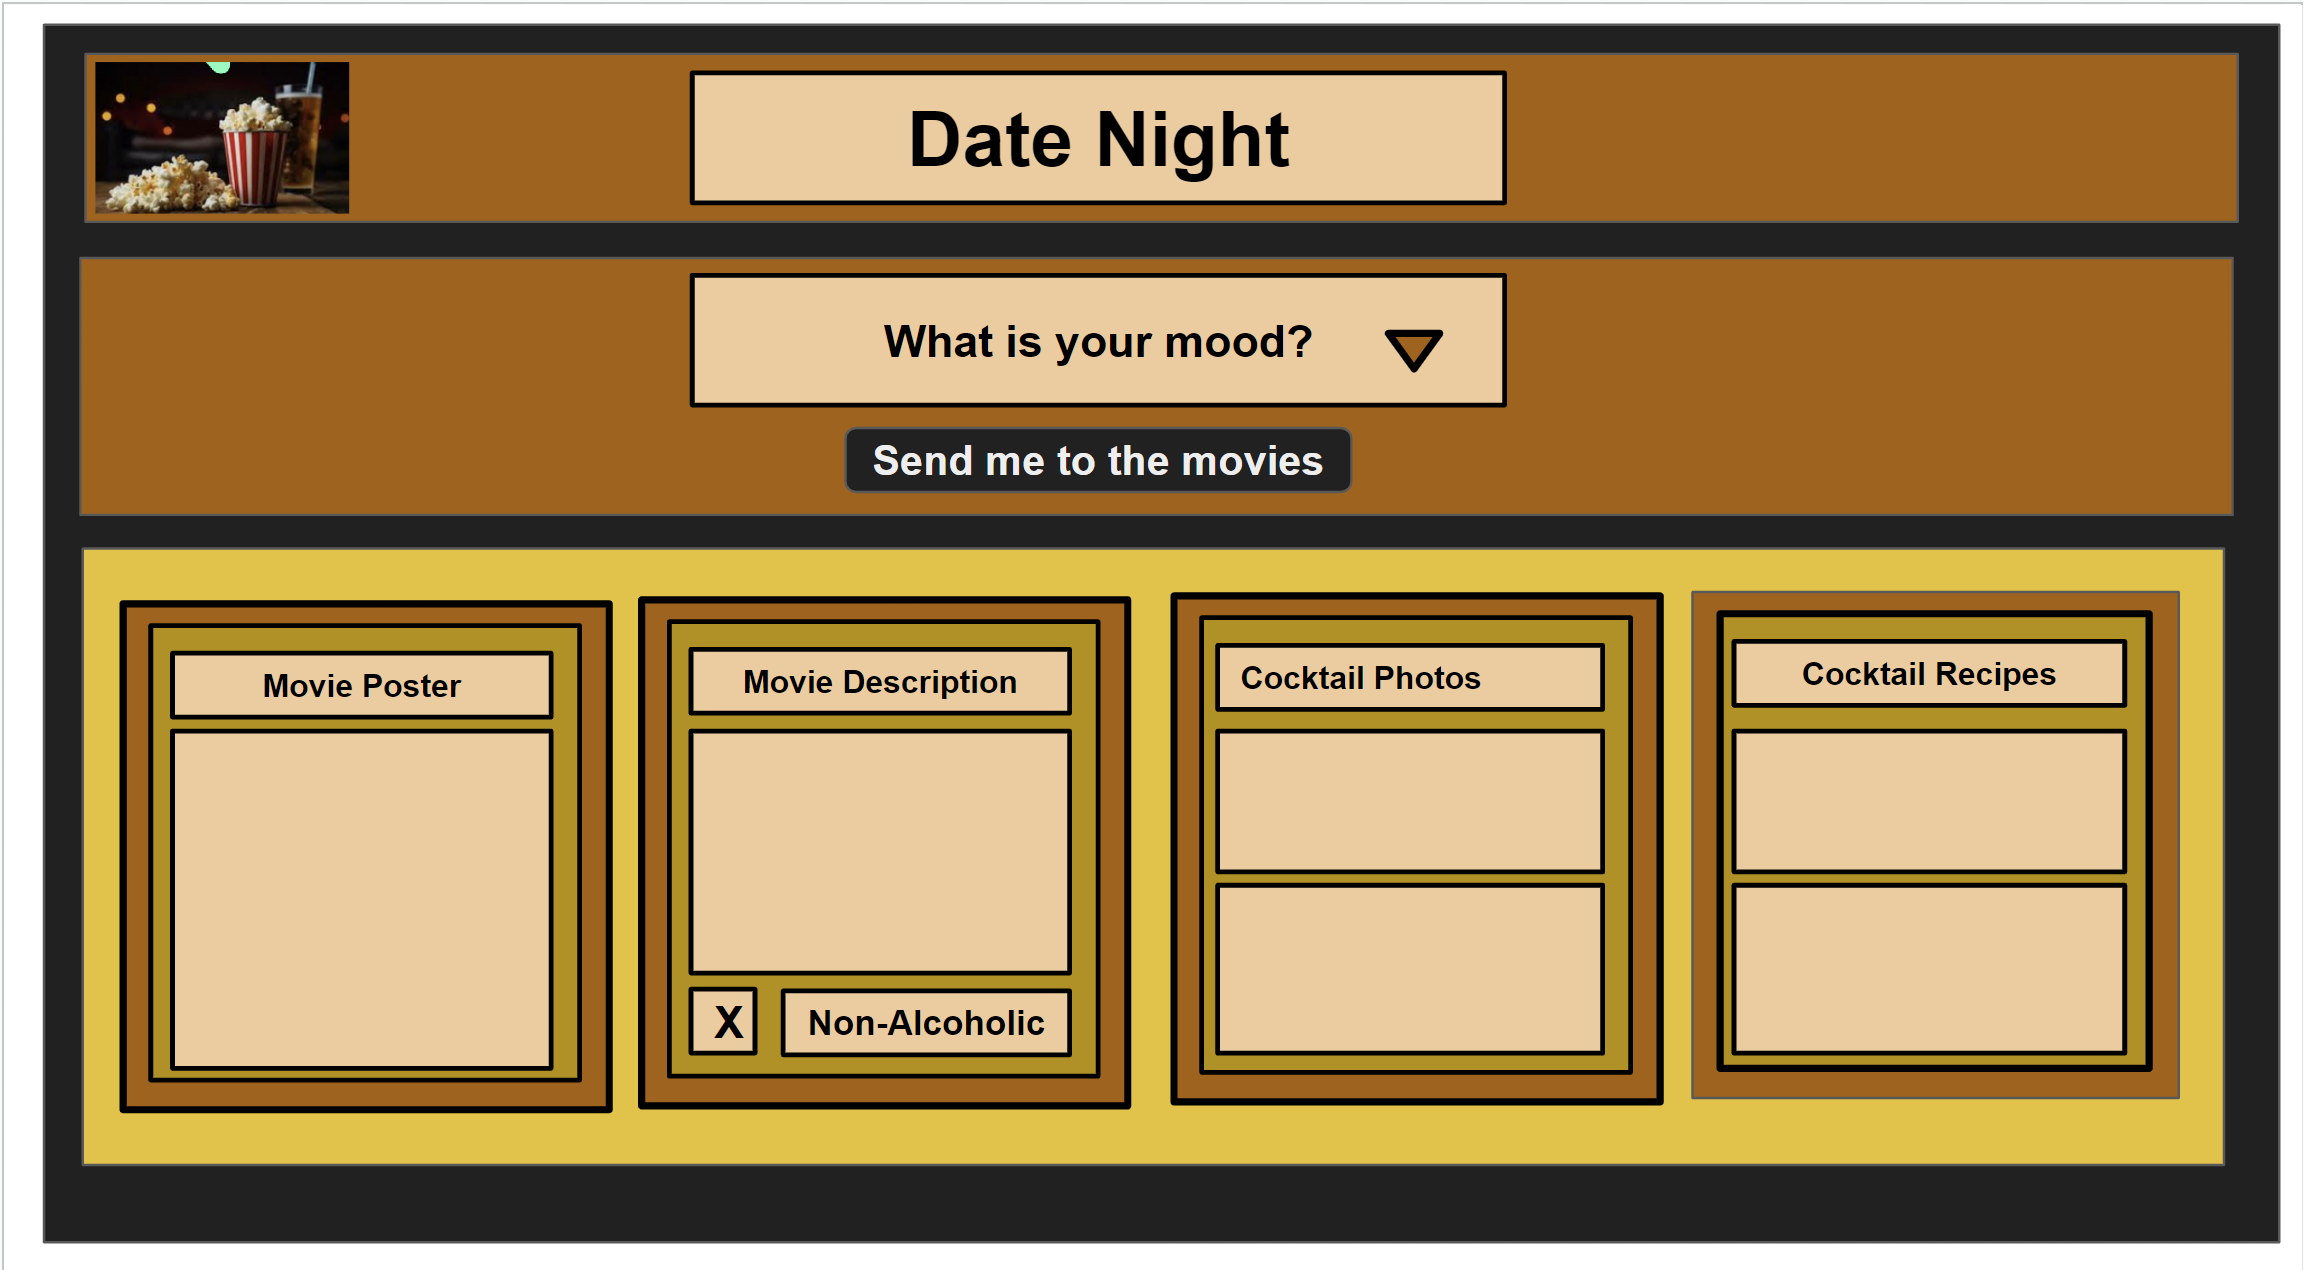 Date Night
What is your mood?
Send me to the movies
Movie Poster
Movie Description
Cocktail Photos
Cocktail Recipes
X
Non-Alcoholic